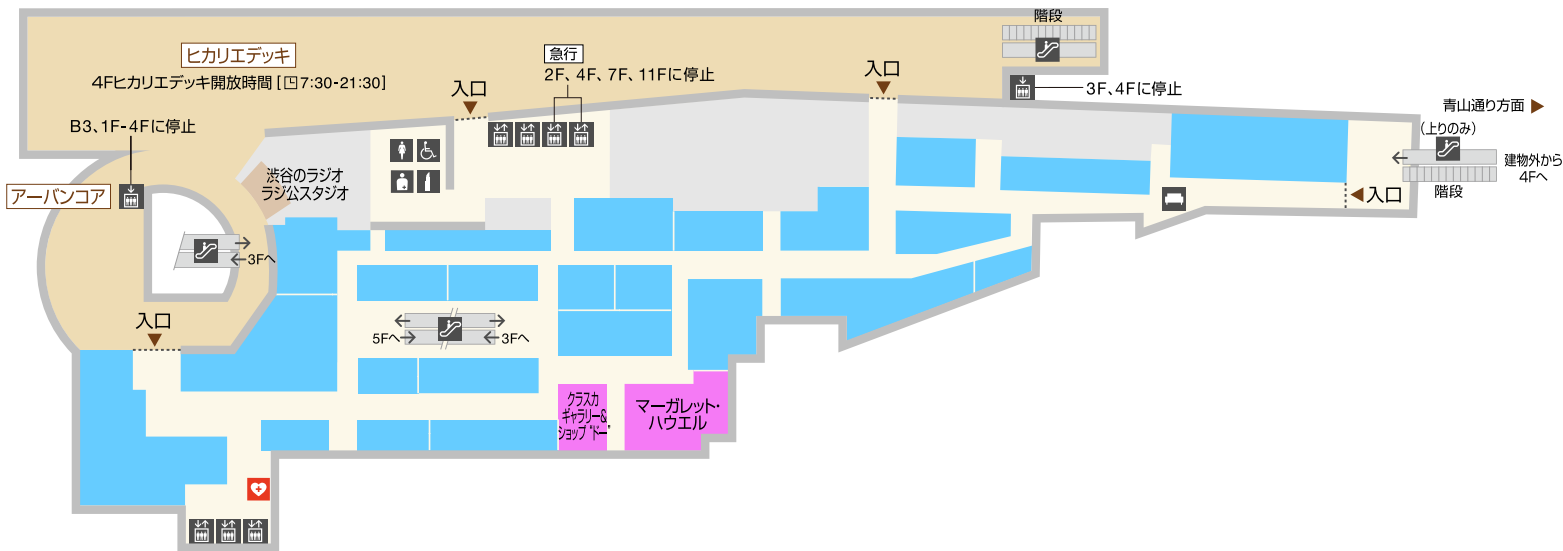 階段
ヒカリエデッキ
4Fヒカリエデッキ開放時間 [7:30-21:30]
急行
2F、4F、7F、11Fに停止
入口
入口
3F、4Fに停止
青山通り方面
(上りのみ)
建物外から
4Fへ
階段
入口
B3、1F-4Fに停止
アーバンコア
渋谷のラジオ
ラジ公スタジオ
3Fへ
入口
5Fへ
3Fへ
クラスカ
ギャラリー&
ショップ "ドー"
マーガレット・
ハウエル